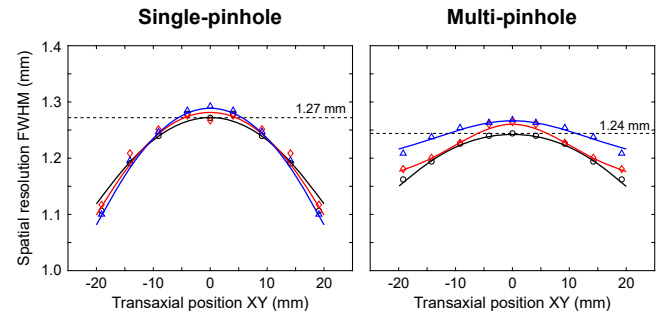 Single-pinhole
Multi-pinhole
Spatial resolution FWHM (mm)
1.4
1.3
1.2
1.1
1.0
1.27 mm
1.24 mm
-20 -10 0 10 20
-20 -10 0 10 20
Transaxial position XY (mm)
Transaxial position XY (mm)